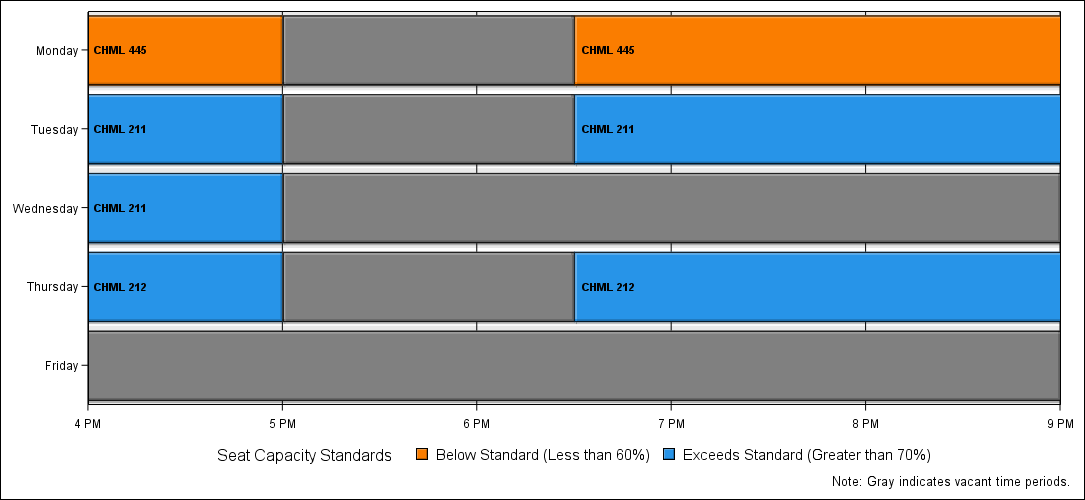 Monday CHML 445 CHML 445
Tuesday CHML 211 CHML 211
Wednesday CHML 211
Thursday CHML 212 CHML 212
Friday
4 PM 5 PM 6 PM 7 PM 8 PM 9 PM
Seat Capacity Standards Below Standard (Less than 60%) Exceeds Standard (Greater than 70%)
Note: Gray indicates vacant time periods.